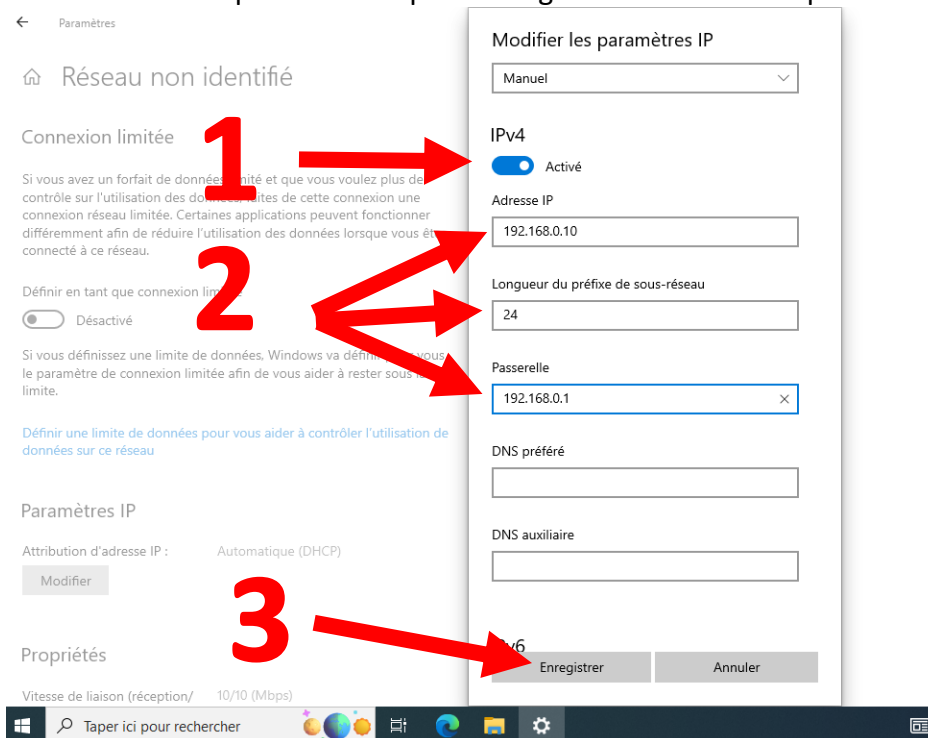 Paramètres
Réseau non identifié
Connexion limitée
Si vous avez un forfait de données limité et que vous voulez plus de
contrôle sur l'utilisation des données, faites de cette connexion une
connexion réseau limitée. Certaines applications peuvent fonctionner
différemment afin de réduire l'utilisation des données lorsque vous
connecté à ce réseau.
Définir en tant que connexion
Désactivé
Si vous définissez une limite de données, Windows va vous
le paramètre de connexion limitée afin de vous aider à rester sous
limite.
Définir une limite de données pour vous aider à contrôler l'utilisation de
données sur ce réseau
Paramètres IP
Attribution d'adresse IP : Automatique (DHCP)
Modifier
Propriétés
Vitesse de liaison (réception/ 10/10 (Mbps)
1
2
3
Modifier les paramètres IP
Manuel
IPv4
Activé
Adresse IP
192.168.0.10
Longueur du préfixe de sous-réseau
24
Passerelle
192.168.0.1
DNS préféré
DNS auxiliaire
Enregistrer Annuler
Taper ici pour rechercher